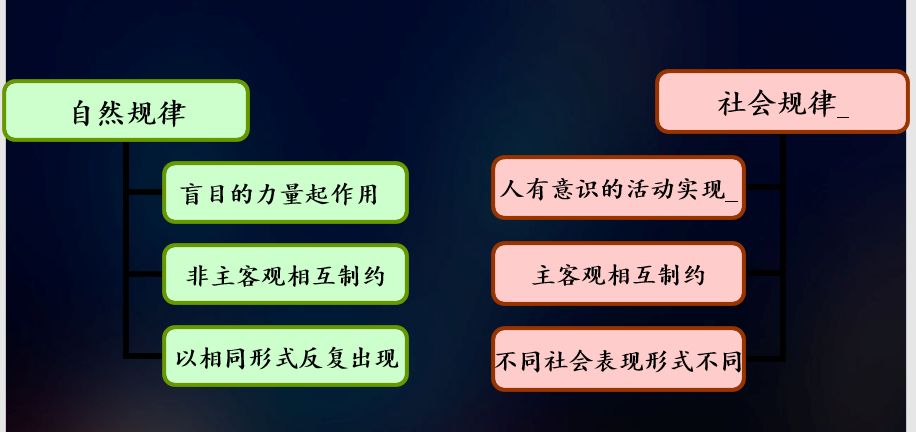 自然规律
盲目的力量起作用
非主客观相互制约
以相同形式反复出现
社会规律_
人有意识的活动实现_
主客观相互制约
不同社会表现形式不同